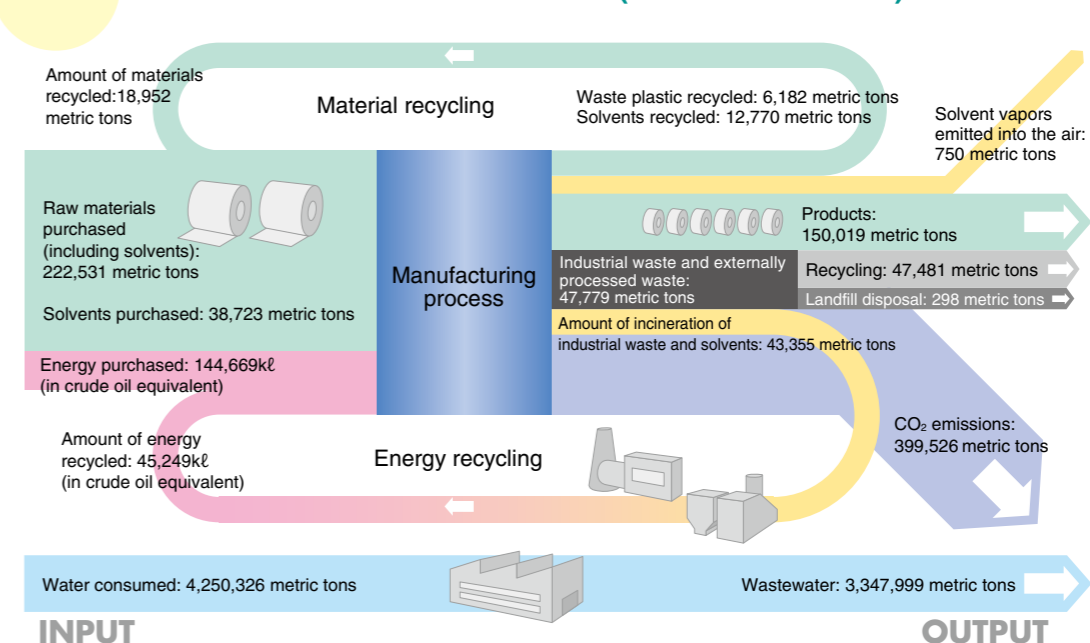 Amount of materials
recycled:18,952
metric tons
Material recycling
Waste plastic recycled: 6,182 metric tons
Solvents recycled: 12,770 metric tons
Solvent vapors
emitted into the air:
750 metric tons
Raw materials
purchased
(including solvents):
222,531 metric tons
Solvents purchased: 38,723 metric tons
Manufacturing
process
Products:
150,019 metric tons
Industrial waste and externally
processed waste:
47,779 metric tons
Recycling: 47,481 metric tons
Landfill disposal: 298 metric tons
Amount of incineration of
industrial waste and solvents: 43,355 metric tons
Energy purchased: 144,669kℓ
(in crude oil equivalent)
Amount of energy
recycled: 45,249kℓ
(in crude oil equivalent)
Energy recycling
CO₂ emissions:
399,526 metric tons
Water consumed: 4,250,326 metric tons
Wastewater: 3,347,999 metric tons
INPUT
OUTPUT